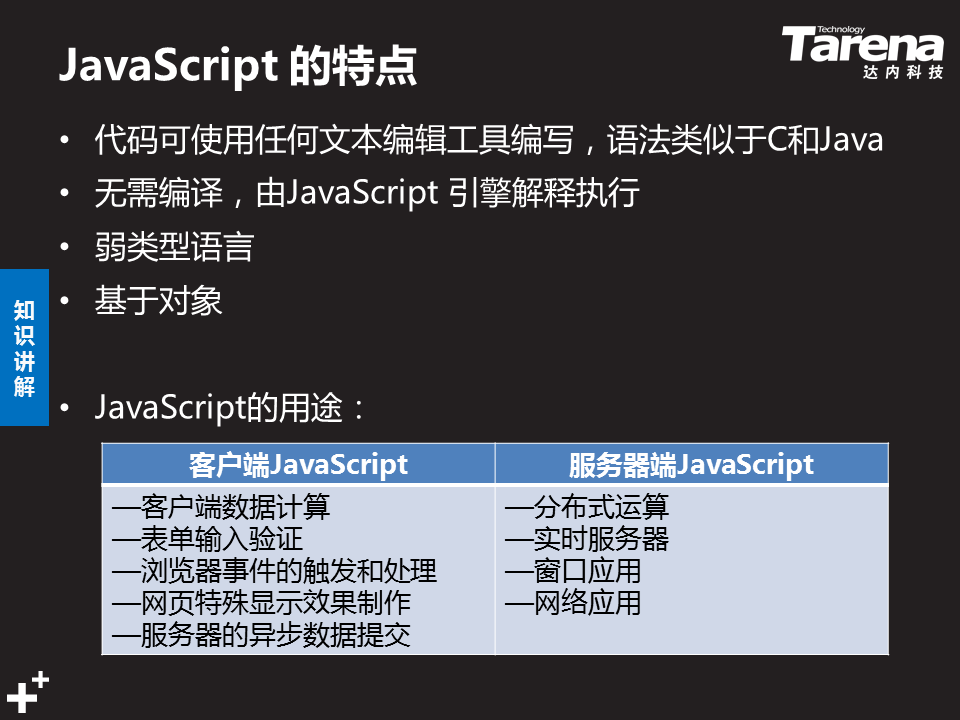 JavaScript 的特点
Technology
Tarena
达内科技
• 代码可使用任何文本编辑工具编写，语法类似于C和Java
• 无需编译，由JavaScript 引擎解释执行
• 弱类型语言
• 基于对象
知识讲解
• JavaScript的用途：
客户端JavaScript
服务器端JavaScript
—客户端数据计算
—表单输入验证
—浏览器事件的触发和处理
—网页特殊显示效果制作
—服务器的异步数据提交
—分布式运算
—实时服务器
—窗口应用
—网络应用